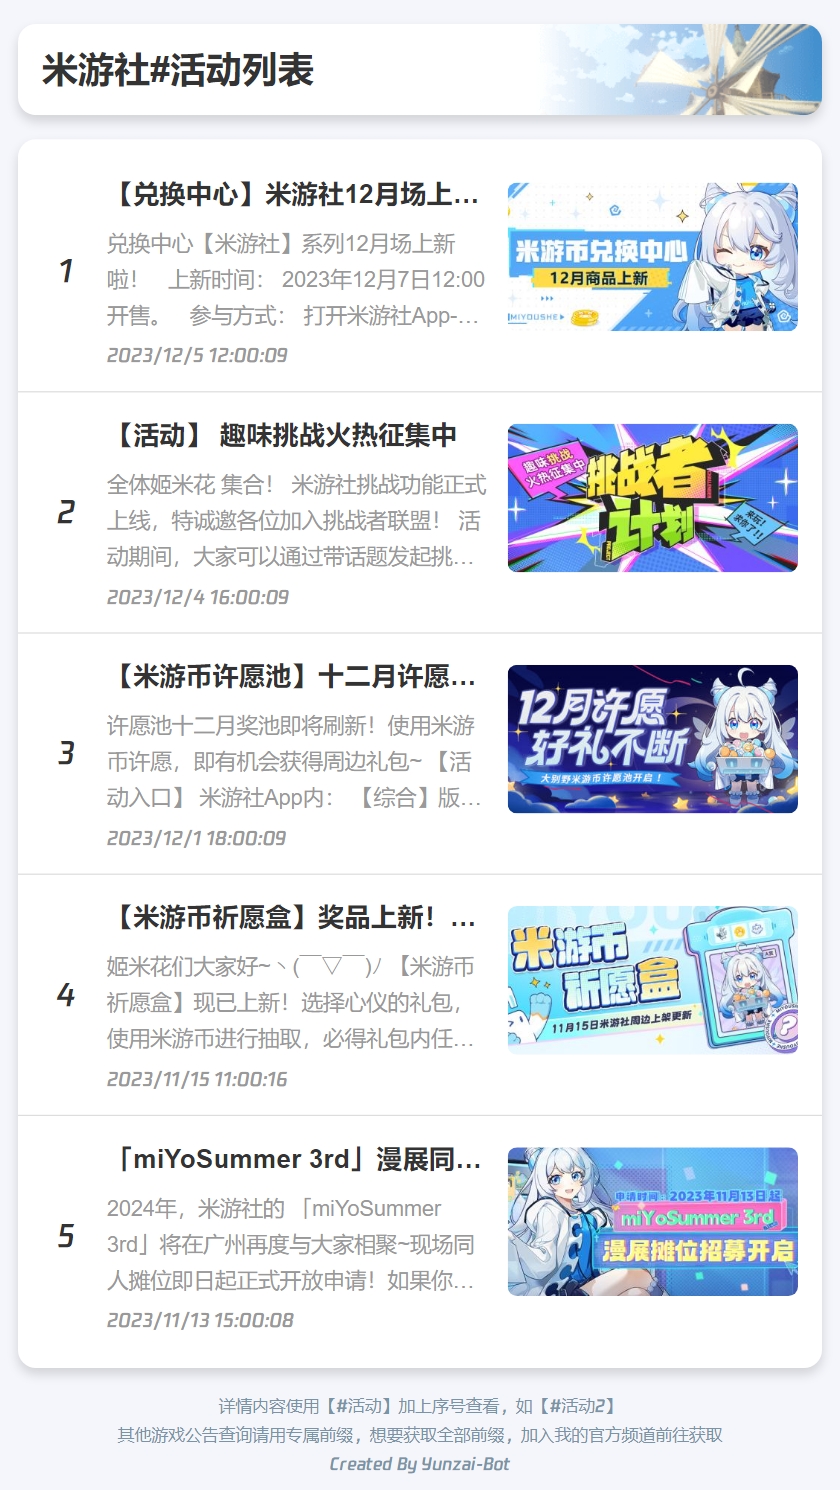 米游社#活动列表
【兑换中心】米游社12月场上…
兑换中心【米游社】系列12月场上新
啦！ 上新时间： 2023年12月7日12:00
开售。 参与方式： 打开米游社App-…
2023/12/5 12:00:09
1
米游币兑换中心
12月商品上新
MIYOUSHE
【活动】 趣味挑战火热征集中
全体姬米花 集合！ 米游社挑战功能正式
上线，特诚邀各位加入挑战者联盟！ 活
动期间，大家可以通过带话题发起挑…
2023/12/4 16:00:09
2
趣味挑战
火热征集中
挑战者
计划
来玩！
求你了!!
【米游币许愿池】十二月许愿…
许愿池十二月奖池即将刷新！使用米游
币许愿，即有机会获得周边礼包~ 【活
动入口】 米游社App内： 【综合】版…
2023/12/1 18:00:09
3
12月许愿
好礼不断
大别野米游币许愿池开启！
【米游币祈愿盒】奖品上新！…
姬米花们大家好~丶(￣▽￣)ﾉ 【米游币
祈愿盒】现已上新！选择心仪的礼包，
使用米游币进行抽取，必得礼包内任…
2023/11/15 11:00:16
4
米游币
祈愿盒
11月15日米游社周边上架更新
「miYoSummer 3rd」漫展同…
2024年，米游社的 「miYoSummer
3rd」将在广州再度与大家相聚~现场同
人摊位即日起正式开放申请！如果你…
2023/11/13 15:00:08
5
申请时间：2023年11月13日起
miYoSummer 3rd
漫展摊位招募开启
详情内容使用【#活动】加上序号查看，如【#活动2】
其他游戏公告查询请用专属前缀，想要获取全部前缀，加入我的官方频道前往获取
Created By Yunzai-Bot